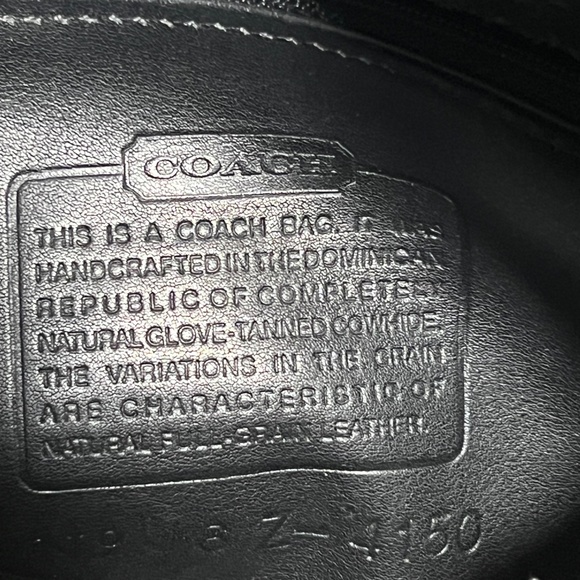 COACH
THIS IS A COACH BAG. IT WAS
HANDCRAFTED IN THE DOMINICAN
REPUBLIC OF COMPLETELY
NATURAL GLOVE-TANNED COWHIDE.
THE VARIATIONS IN THE GRAIN
ARE CHARACTERISTIC OF
NATURAL FULL-GRAIN LEATHER.
Z-4150